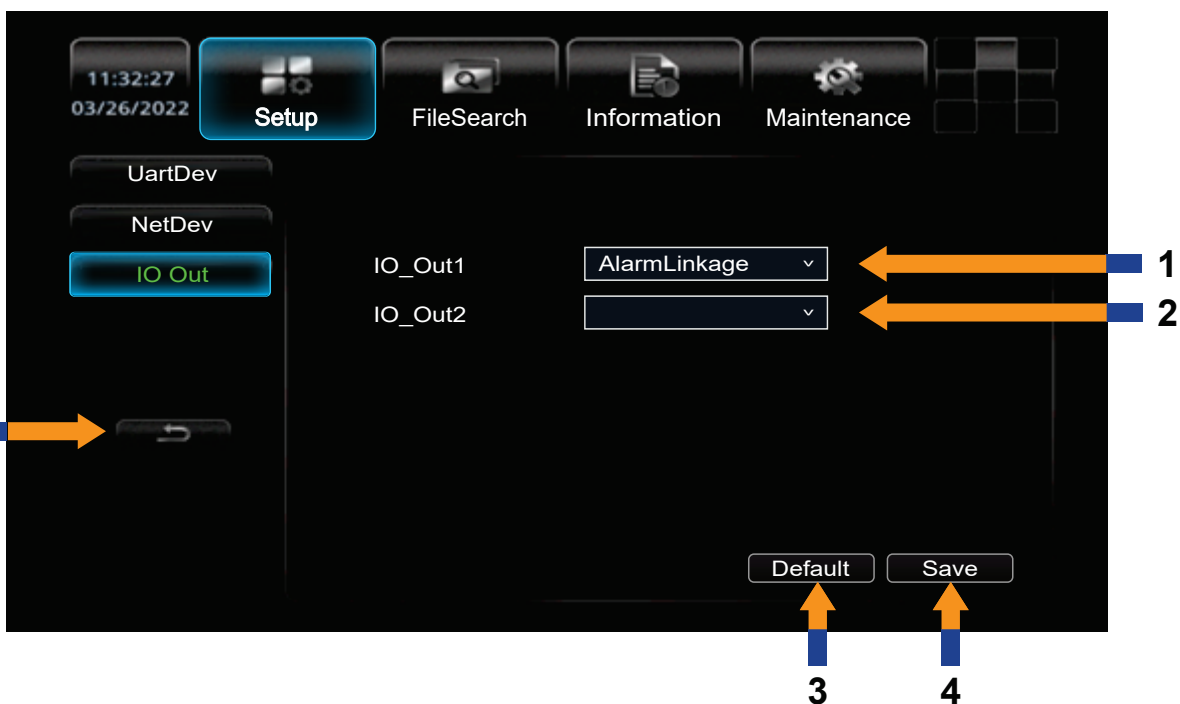 11:32:27
03/26/2022
Setup
FileSearch
Information
Maintenance
UartDev
NetDev
IO Out
IO_Out1
AlarmLinkage
1
IO_Out2
2
Default
Save
3
4